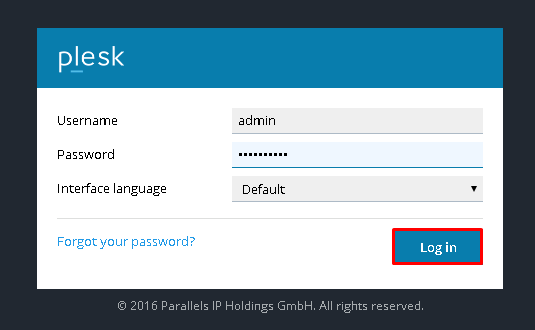 plesk
Username
admin
Password
••••••••••
Interface language
Default
Forgot your password?
Log in
© 2016 Parallels IP Holdings GmbH. All rights reserved.